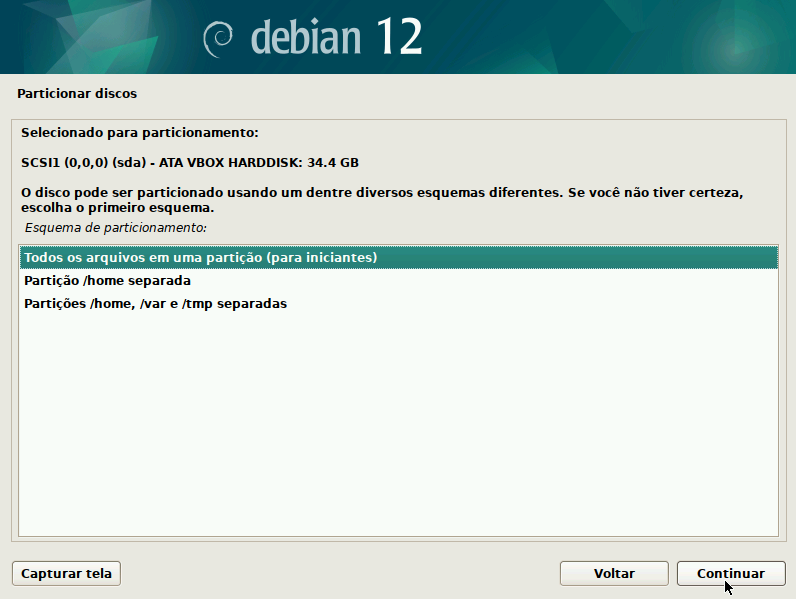 debian 12
Particionar discos
Selecionado para particionamento:
SCSI1 (0,0,0) (sda) - ATA VBOX HARDDISK: 34.4 GB
O disco pode ser particionado usando um dentre diversos esquemas diferentes. Se você não tiver certeza,
escolha o primeiro esquema.
Esquema de particionamento:
Todos os arquivos em uma partição (para iniciantes)
Partição /home separada
Partições /home, /var e /tmp separadas
Capturar tela
Voltar
Continuar